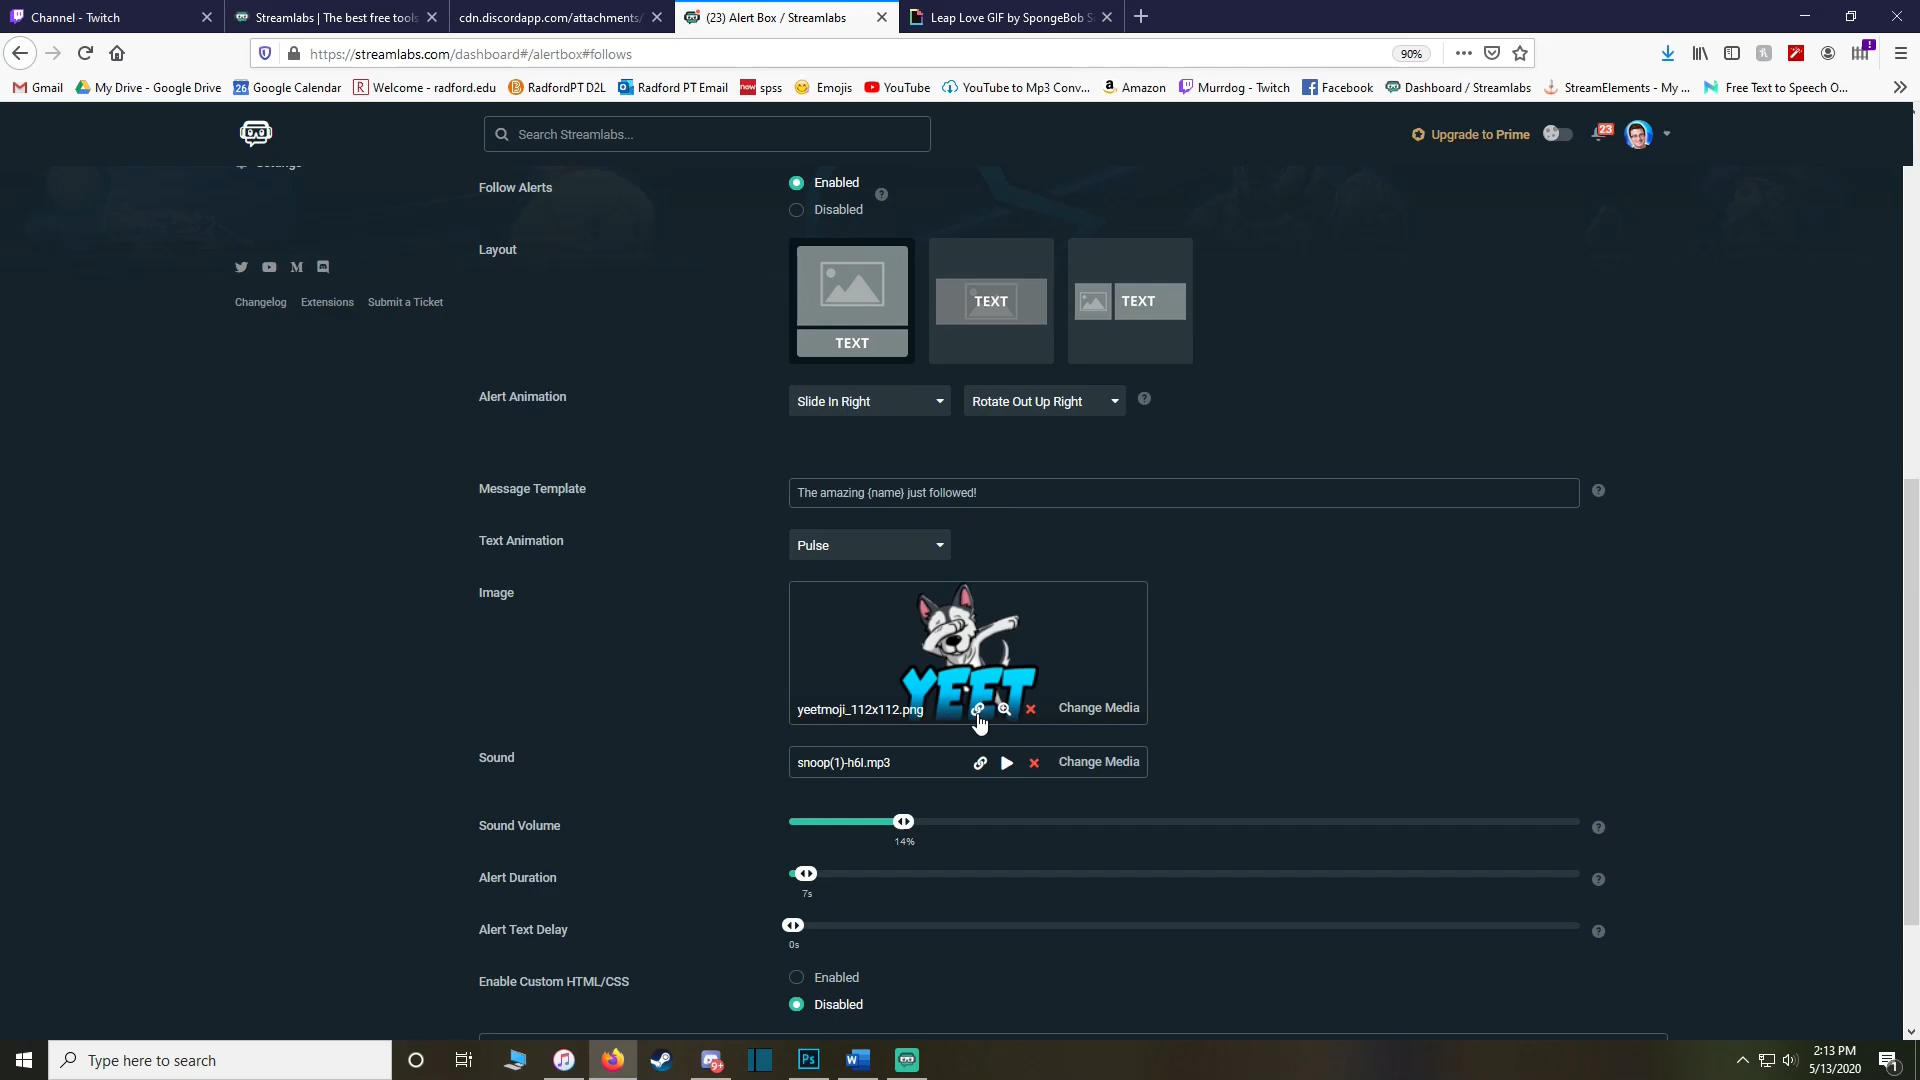 Channel - Twitch
Streamlabs | The best free tools
cdn.discordapp.com/attachments/
(23) Alert Box / Streamlabs
Leap Love GIF by SpongeBob S
https://streamlabs.com/dashboard#/alertbox#follows
90%
Gmail
My Drive - Google Drive
Google Calendar
Welcome - radford.edu
RadfordPT D2L
Radford PT Email
spss
Emojis
YouTube
YouTube to Mp3 Conv...
Amazon
Murrdog - Twitch
Facebook
Dashboard / Streamlabs
StreamElements - My ...
Free Text to Speech O...
Search Streamlabs...
Upgrade to Prime
23
Settings
Follow Alerts
Enabled
Disabled
Layout
TEXT
TEXT
TEXT
Changelog
Extensions
Submit a Ticket
Alert Animation
Slide In Right
Rotate Out Up Right
Message Template
The amazing {name} just followed!
Text Animation
Pulse
Image
YEET
yeetmoji_112x112.png
Change Media
Sound
snoop(1)-h6I.mp3
Change Media
Sound Volume
14%
Alert Duration
7s
Alert Text Delay
0s
Enable Custom HTML/CSS
Enabled
Disabled
Type here to search
9+
Ps
2:13 PM
5/13/2020
1